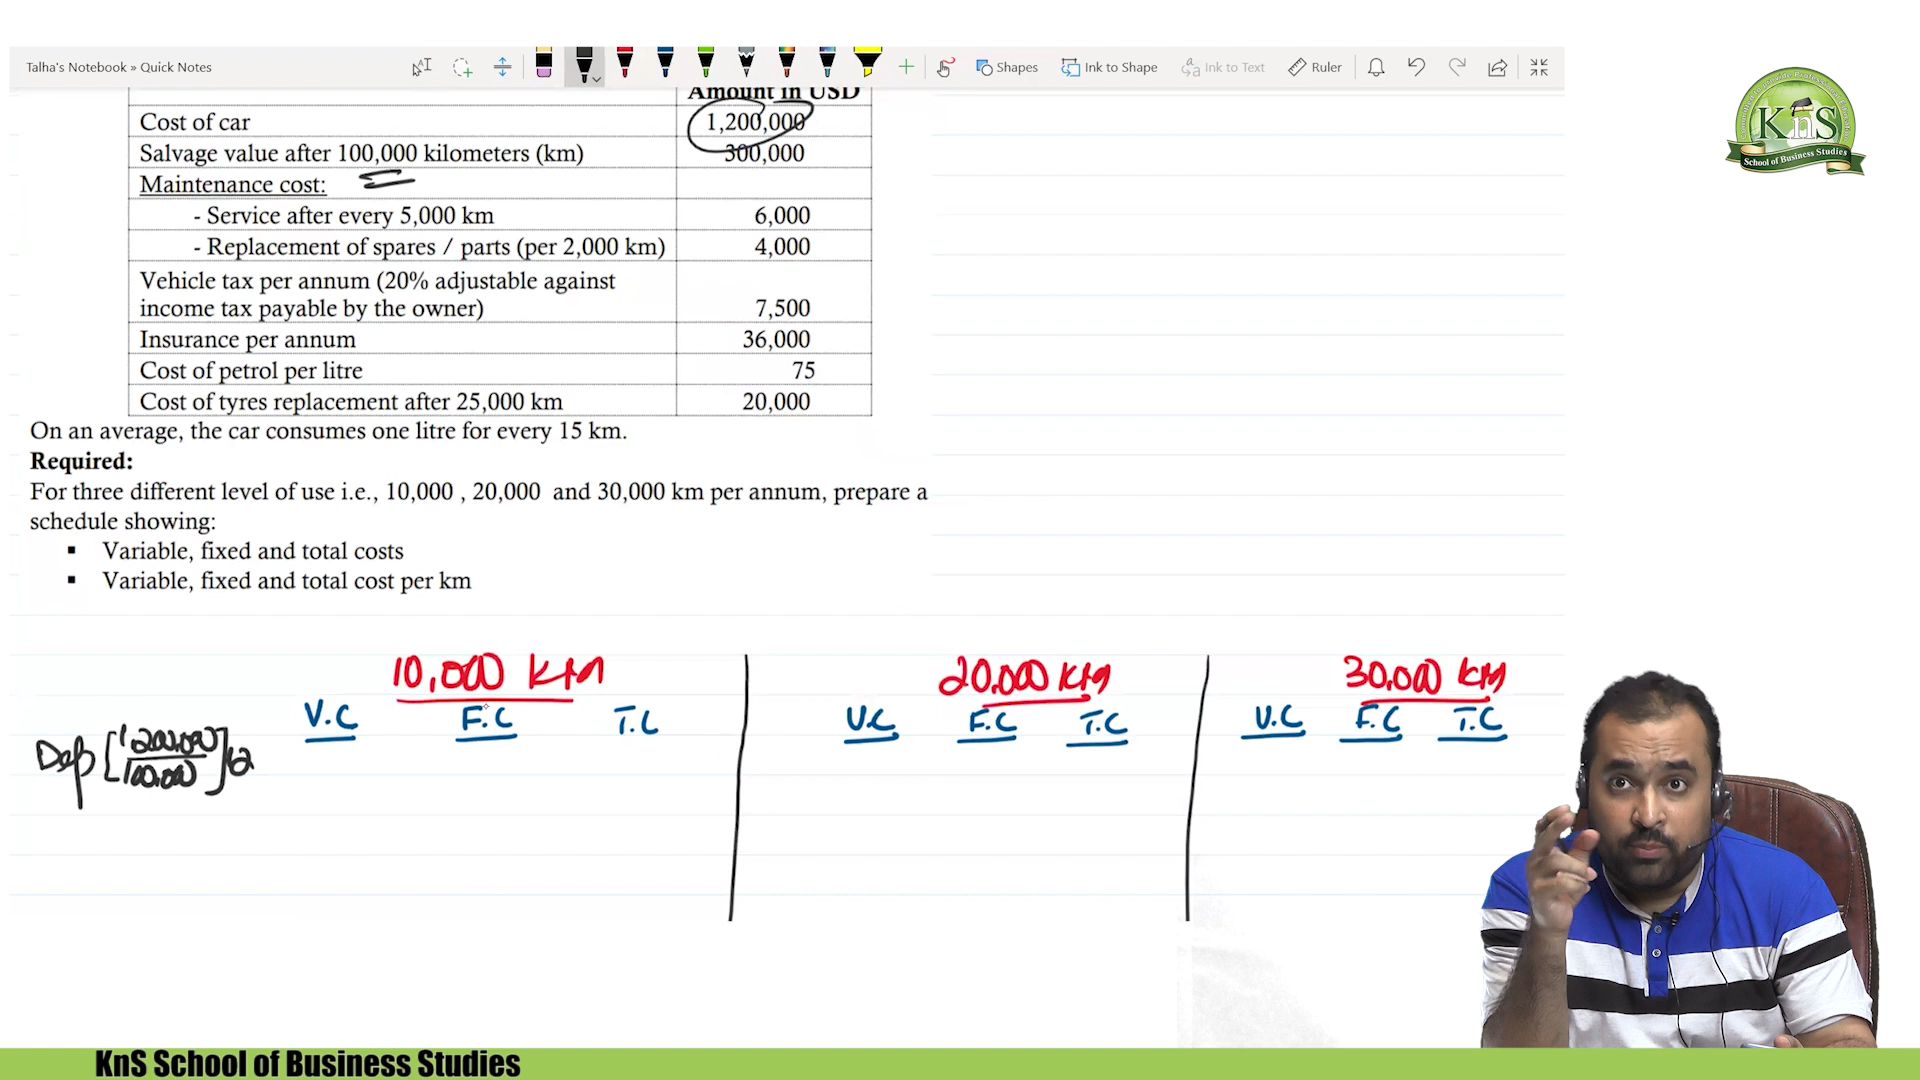 Talha's Notebook » Quick Notes
Shapes
Ink to Shape
Ink to Text
Ruler
Amount in USD
Cost of car 1,200,000
Salvage value after 100,000 kilometers (km) 300,000
Maintenance cost:
- Service after every 5,000 km 6,000
- Replacement of spares / parts (per 2,000 km) 4,000
Vehicle tax per annum (20% adjustable against
income tax payable by the owner) 7,500
Insurance per annum 36,000
Cost of petrol per litre 75
Cost of tyres replacement after 25,000 km 20,000
On an average, the car consumes one litre for every 15 km.
Required:
For three different level of use i.e., 10,000 , 20,000 and 30,000 km per annum, prepare a
schedule showing:
▪ Variable, fixed and total costs
▪ Variable, fixed and total cost per km
10,000 KM 20,000 KM 30,000 KM
V.C F.C T.C V.C F.C T.C V.C F.C T.C
Dep [1200,000
100,000]
KnS
School of Business Studies
KnS School of Business Studies